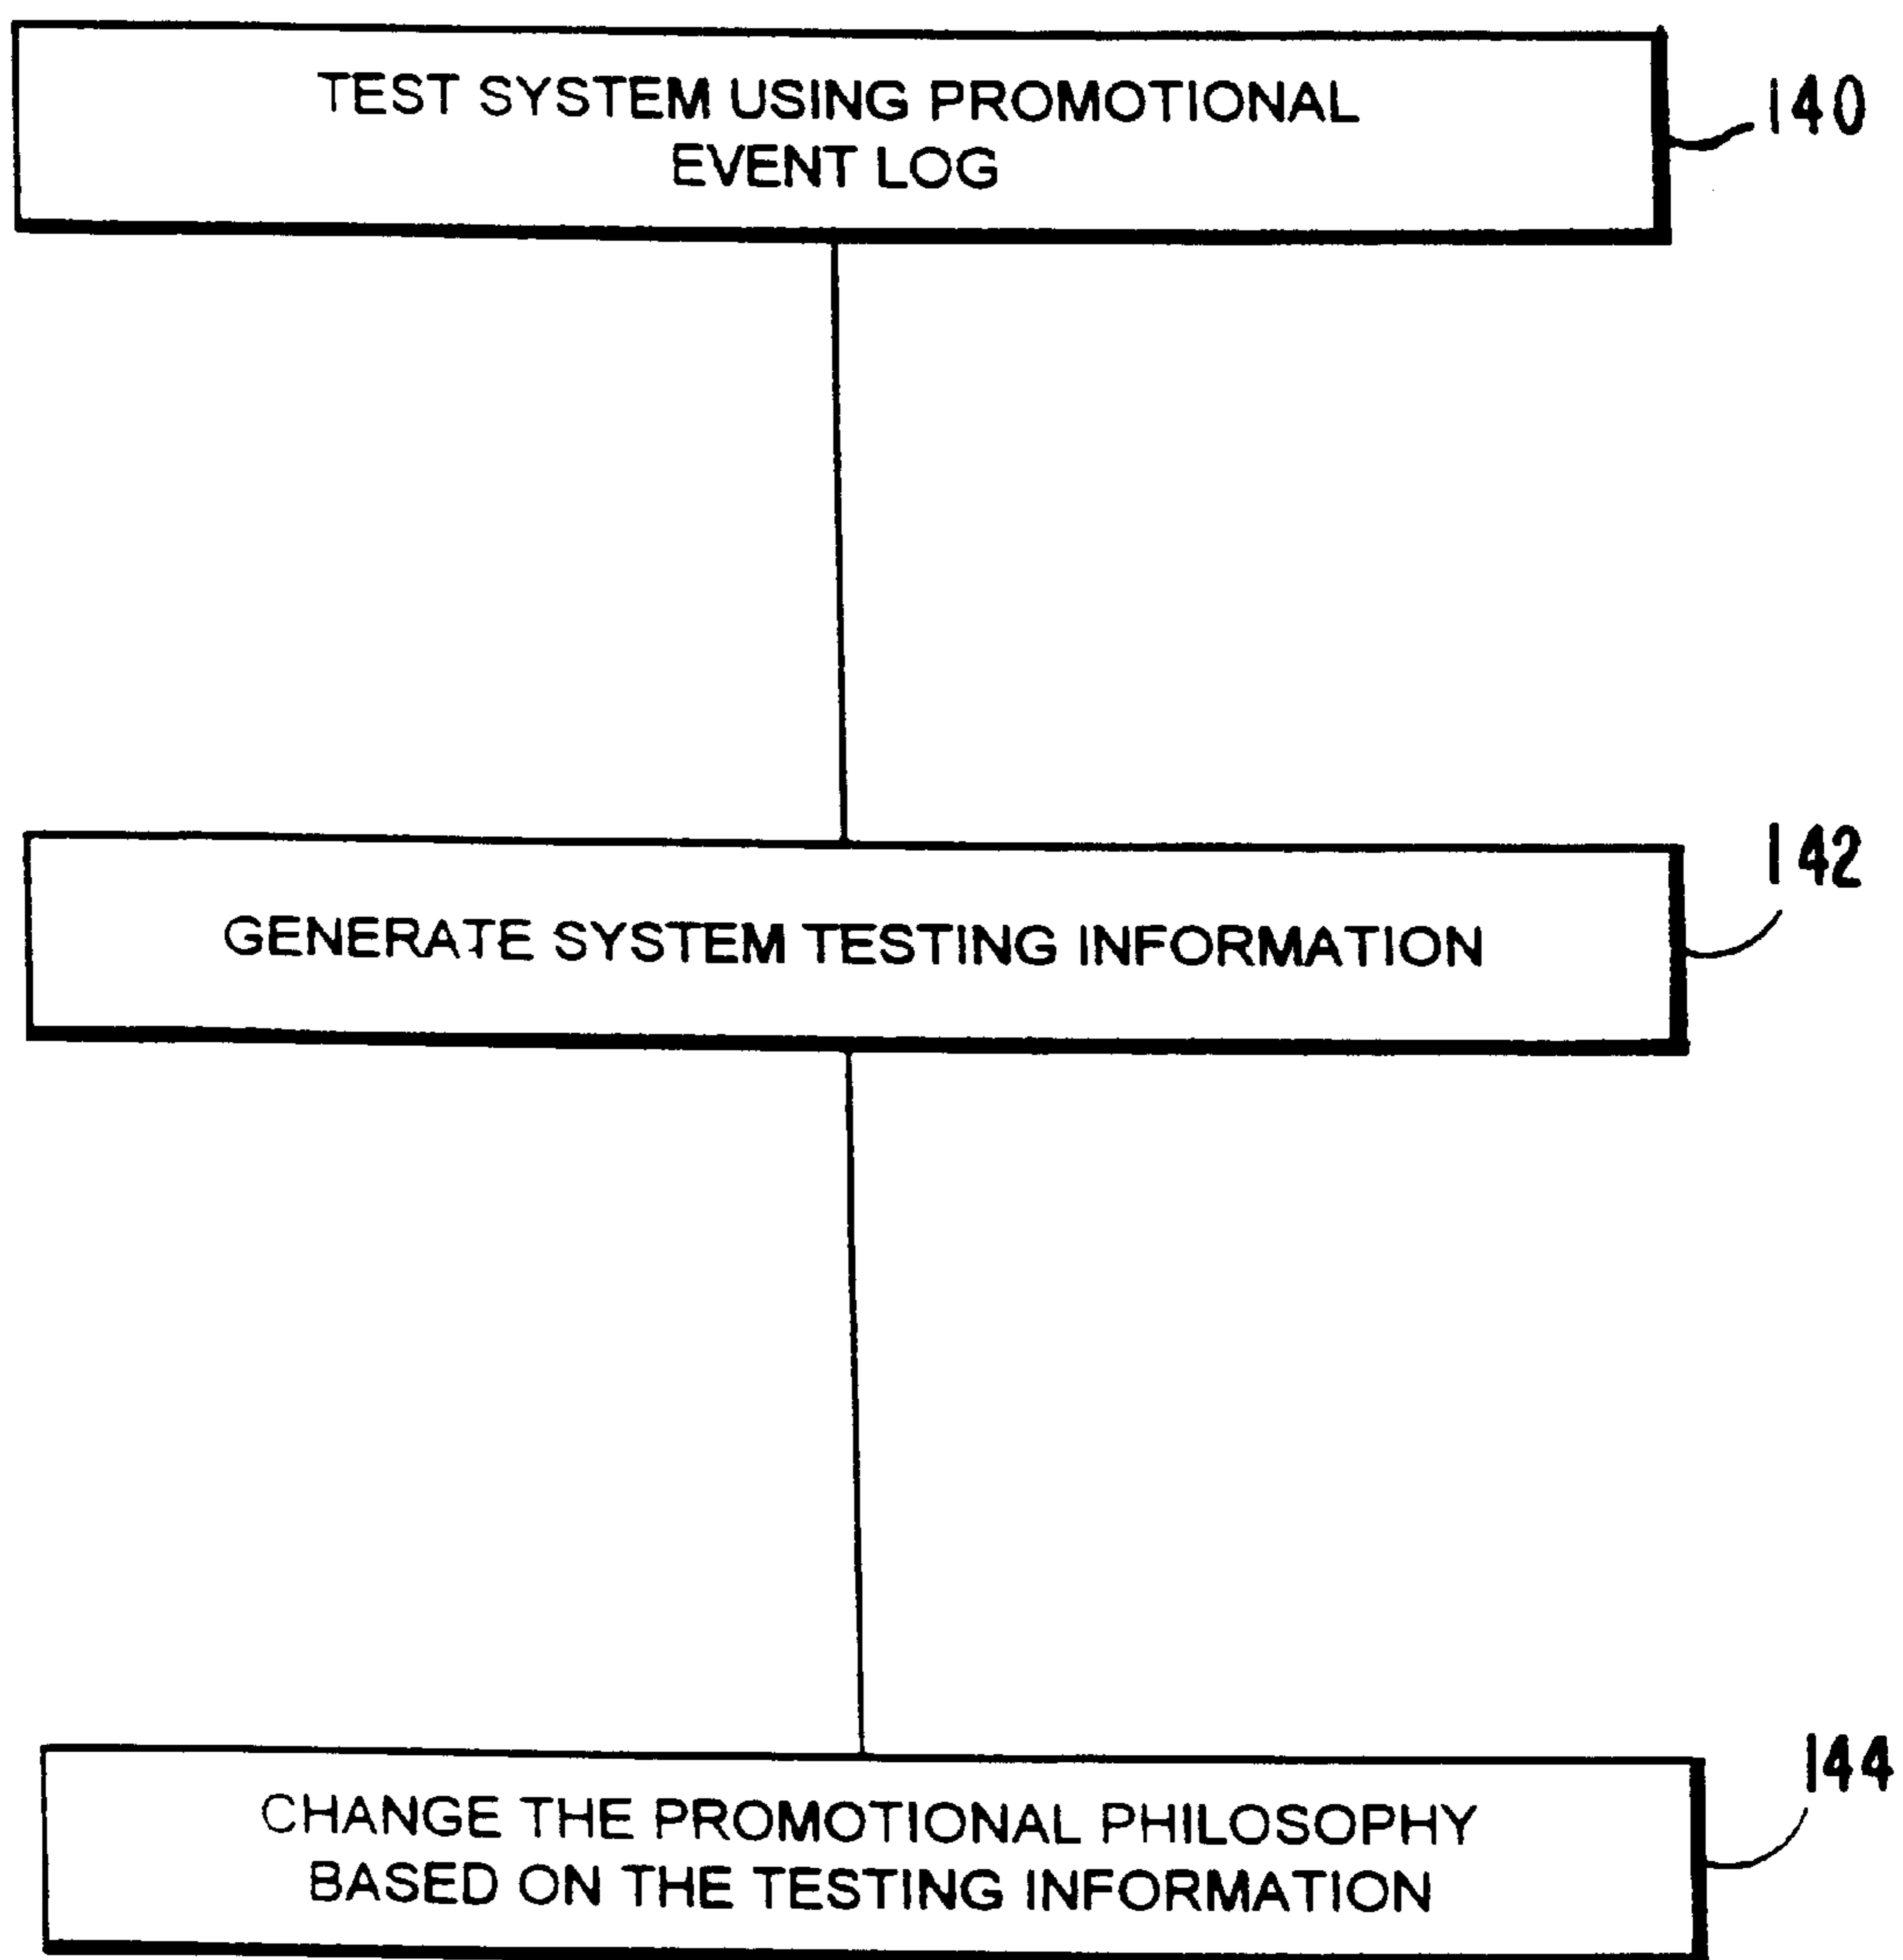 TEST SYSTEM USING PROMOTIONAL
EVENT LOG
140
GENERATE SYSTEM TESTING INFORMATION
142
CHANGE THE PROMOTIONAL PHILOSOPHY
BASED ON THE TESTING INFORMATION
144